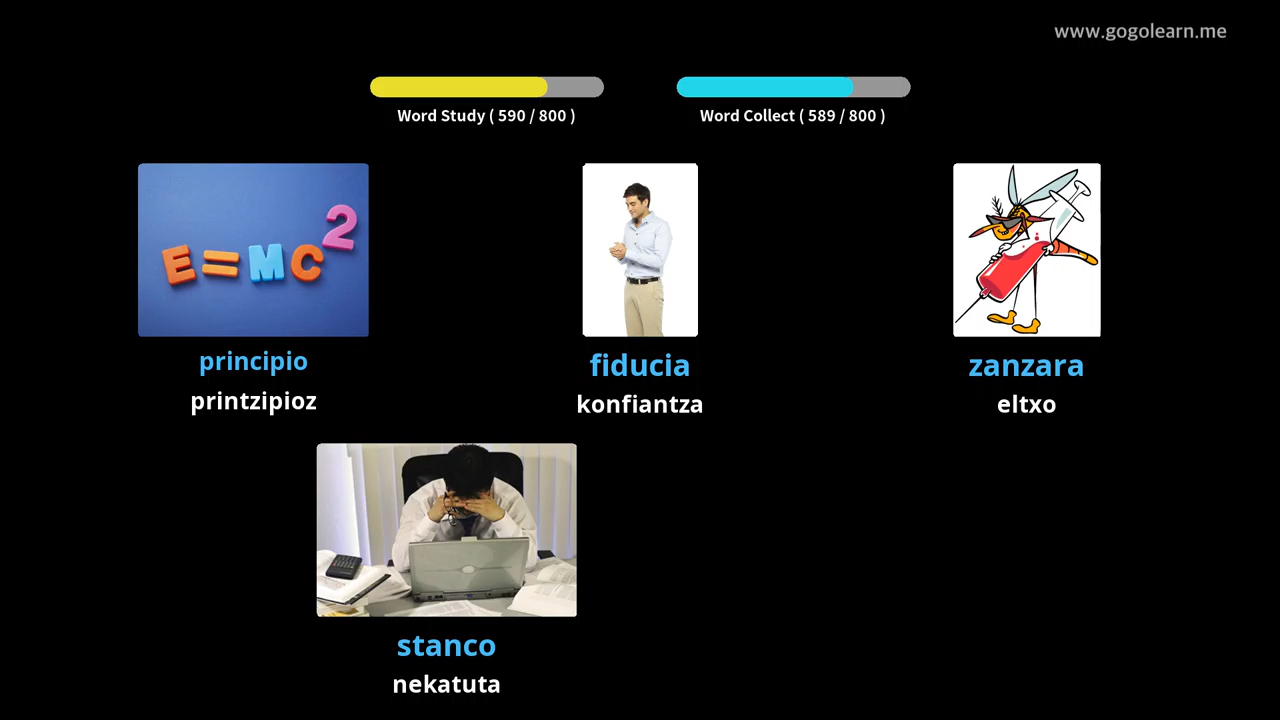 www.gogolearn.me
Word Study ( 590 / 800 )
Word Collect ( 589 / 800 )
E=MC2
principio
printzipioz
fiducia
konfiantza
zanzara
eltxo
stanco
nekatuta